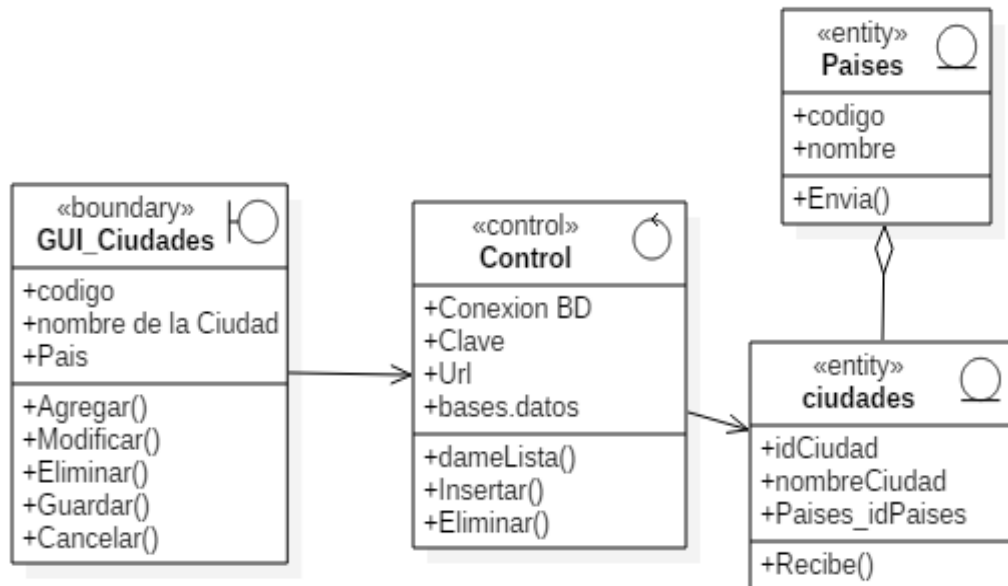 «boundary»
GUI_Ciudades
+codigo
+nombre de la Ciudad
+Pais
+Agregar()
+Modificar()
+Eliminar()
+Guardar()
+Cancelar()
«control»
Control
+Conexion BD
+Clave
+Url
+bases.datos
+dameLista()
+Insertar()
+Eliminar()
«entity»
Paises
+codigo
+nombre
+Envia()
«entity»
ciudades
+idCiudad
+nombreCiudad
+Paises_idPaises
+Recibe()